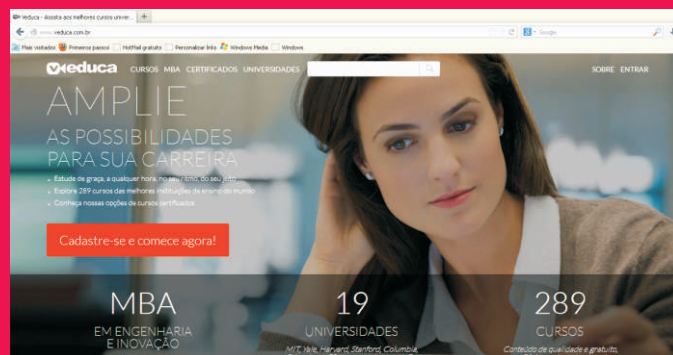 Veduca - Assista aos melhores cursos univer...
www.veduca.com.br
Google
Mais visitados Primeiros passos HotMail gratuito Personalizar links Windows Media Windows
Veduca CURSOS MBA CERTIFICADOS UNIVERSIDADES SOBRE ENTRAR
AMPLIE
AS POSSIBILIDADES
PARA SUA CARREIRA
Estude de graça, a qualquer hora, no seu ritmo, do seu jeito
Explore 289 cursos das melhores instituições de ensino do mundo
Conheça nossas opções de cursos certificados
Cadastre-se e comece agora!
MBA
EM ENGENHARIA
E INOVAÇÃO
19
UNIVERSIDADES
MIT, Yale, Harvard, Stanford, Columbia,
289
CURSOS
Conteúdo de qualidade e gratuito,